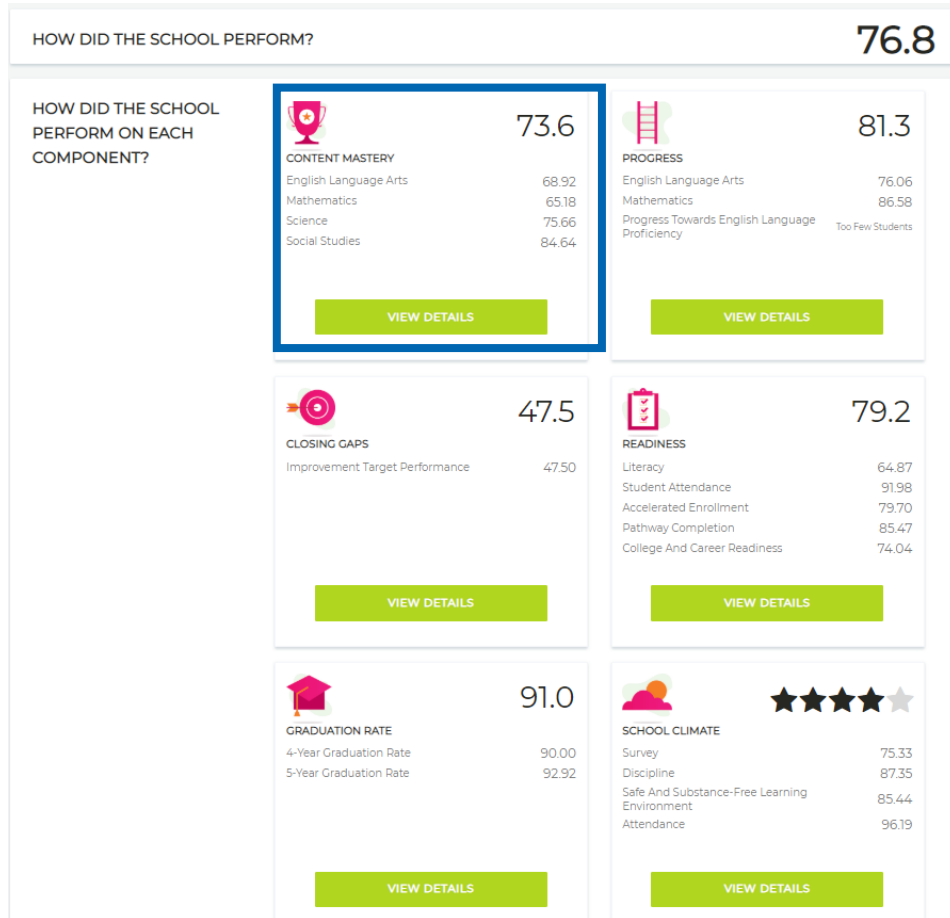 HOW DID THE SCHOOL PERFORM?
76.8
HOW DID THE SCHOOL
PERFORM ON EACH
COMPONENT?
73.6
CONTENT MASTERY
English Language Arts 68.92
Mathematics 65.18
Science 75.66
Social Studies 84.64
VIEW DETAILS
81.3
PROGRESS
English Language Arts 76.06
Mathematics 86.58
Progress Towards English Language
Proficiency
Too Few Students
VIEW DETAILS
47.5
CLOSING GAPS
Improvement Target Performance 47.50
VIEW DETAILS
79.2
READINESS
Literacy 64.87
Student Attendance 91.98
Accelerated Enrollment 79.70
Pathway Completion 85.47
College And Career Readiness 74.04
VIEW DETAILS
91.0
GRADUATION RATE
4-Year Graduation Rate 90.00
5-Year Graduation Rate 92.92
VIEW DETAILS
SCHOOL CLIMATE
Survey 75.33
Discipline 87.35
Safe And Substance-Free Learning
Environment
85.44
Attendance 96.19
VIEW DETAILS